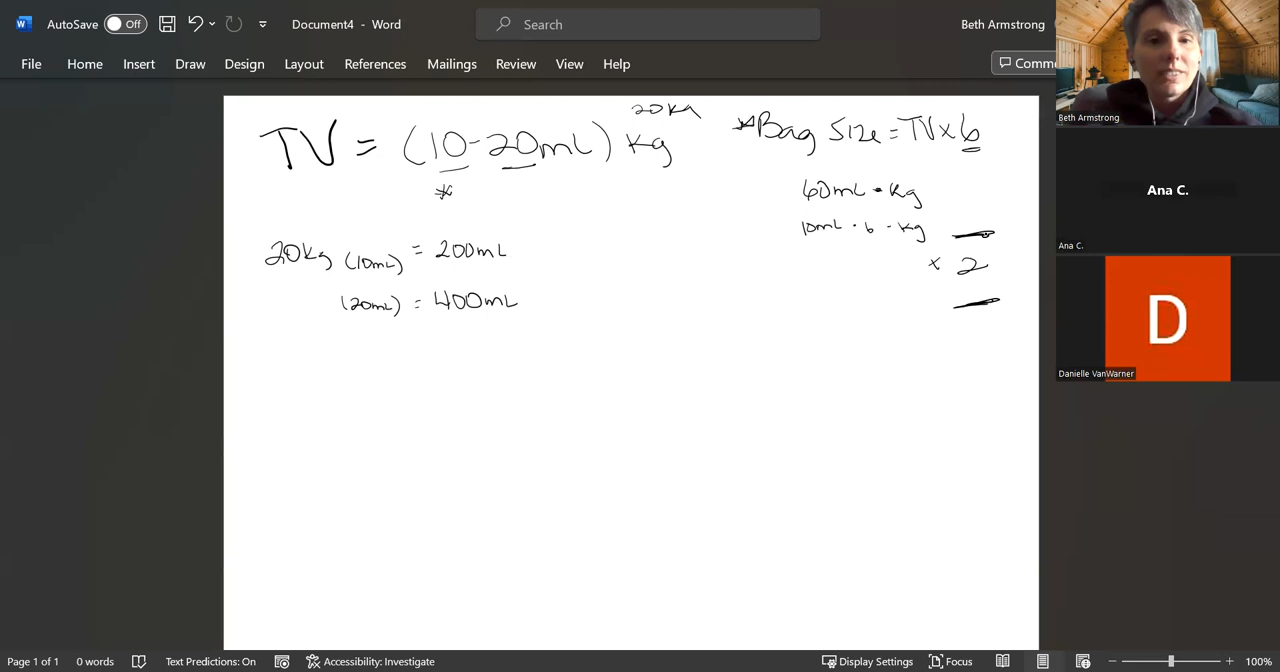 AutoSave Off Document4 - Word Search Beth Armstrong
File Home Insert Draw Design Layout References Mailings Review View Help Comm
Beth Armstrong
20kg
TV = (10-20mL) kg
*Bag Size = TV x 6
60mL · kg
10mL · 6 · kg
x 2
20kg (10mL) = 200mL
(20mL) = 400mL
Ana C.
Ana C.
D
Danielle VanWarner
Page 1 of 1 0 words Text Predictions: On Accessibility: Investigate Display Settings Focus 100%